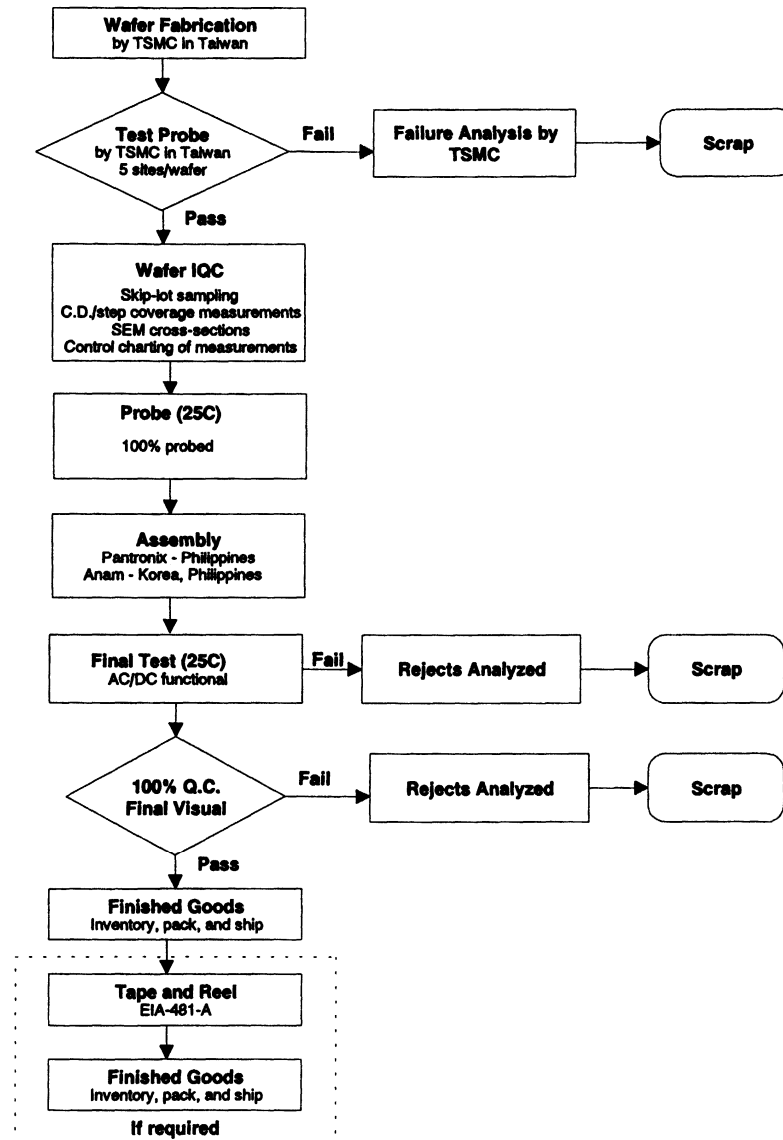 Wafer Fabrication
by TSMC in Taiwan
Test Probe
by TSMC in Taiwan
5 sites/wafer
Fail
Failure Analysis by
TSMC
Scrap
Pass
Wafer IQC
Skip-lot sampling
C.D./step coverage measurements
SEM cross-sections
Control charting of measurements
Probe (25C)
100% probed
Assembly
Pantronix - Philippines
Anam - Korea, Philippines
Final Test (25C)
AC/DC functional
Fail
Rejects Analyzed
Scrap
100% Q.C.
Final Visual
Fail
Rejects Analyzed
Scrap
Pass
Finished Goods
Inventory, pack, and ship
Tape and Reel
EIA-481-A
Finished Goods
Inventory, pack, and ship
If required